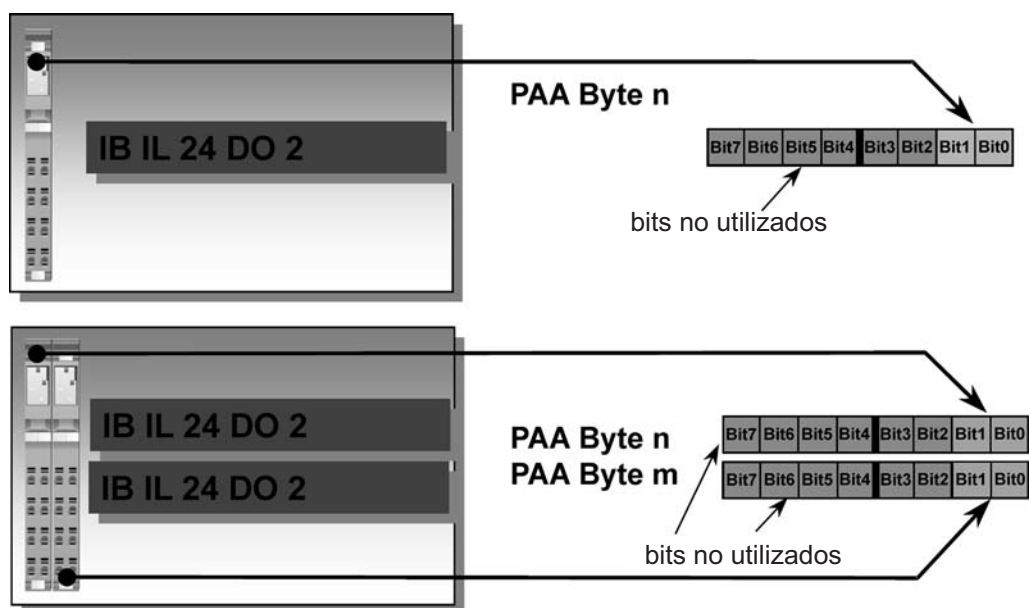 PAA Byte n
IB IL 24 DO 2
Bit7 Bit6 Bit5 Bit4 Bit3 Bit2 Bit1 Bit0
bits no utilizados
IB IL 24 DO 2
IB IL 24 DO 2
PAA Byte n
PAA Byte m
Bit7 Bit6 Bit5 Bit4 Bit3 Bit2 Bit1 Bit0
Bit7 Bit6 Bit5 Bit4 Bit3 Bit2 Bit1 Bit0
bits no utilizados